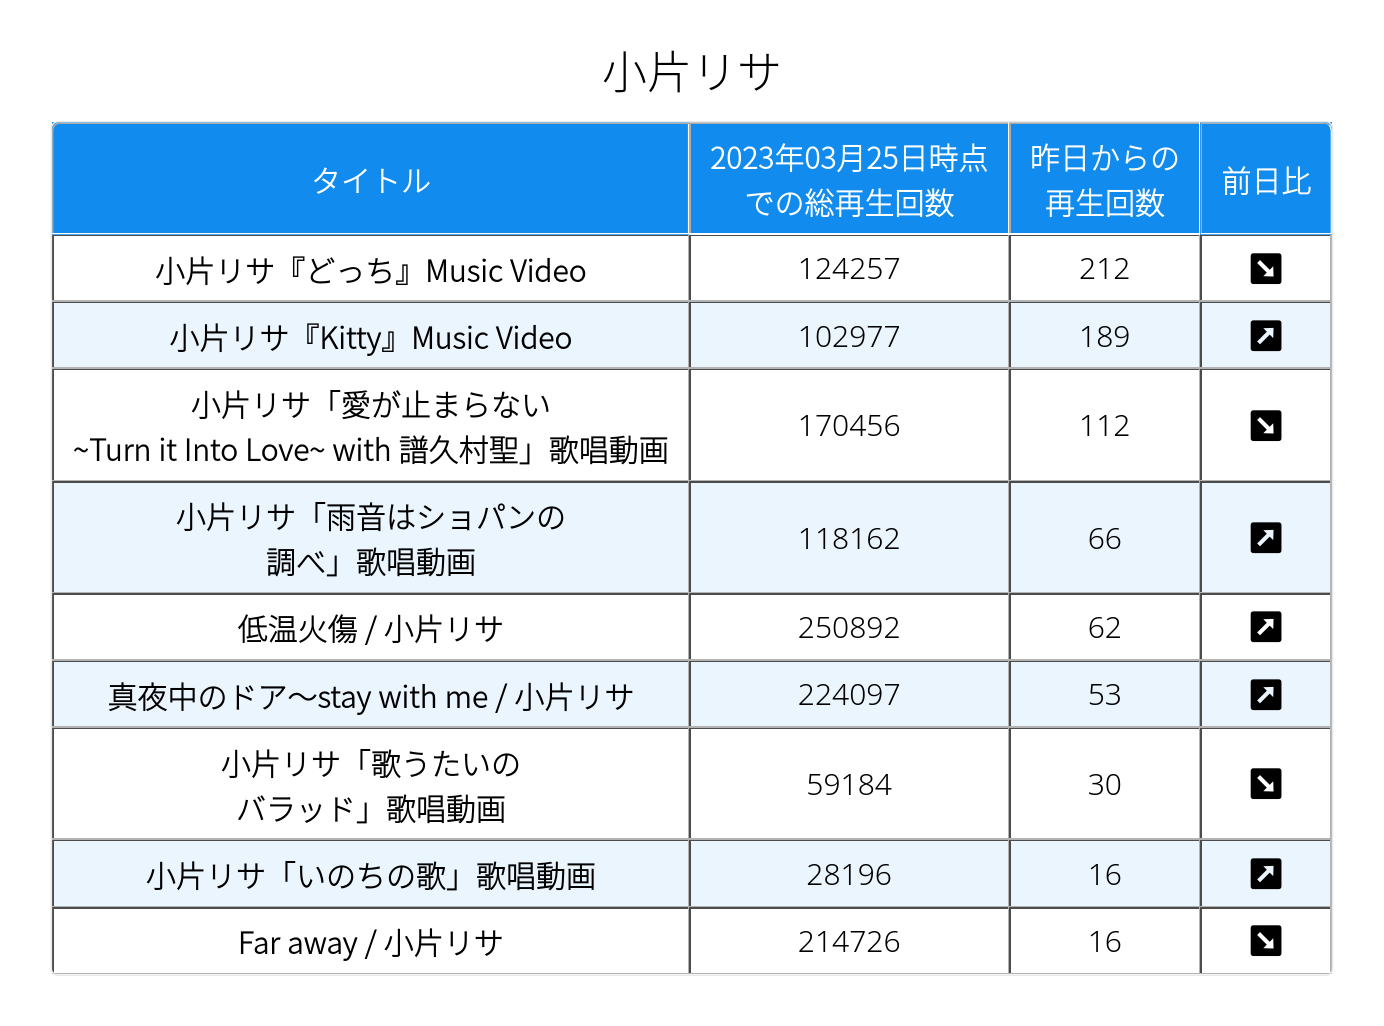 小片リサ
タイトル
2023年03月25日時点
での総再生回数
昨日からの
再生回数
前日比
小片リサ『どっち』Music Video
124257
212
小片リサ『Kitty』Music Video
102977
189
小片リサ「愛が止まらない
~Turn it Into Love~ with 譜久村聖」歌唱動画
170456
112
小片リサ「雨音はショパンの
調べ」歌唱動画
118162
66
低温火傷 / 小片リサ
250892
62
真夜中のドア〜stay with me / 小片リサ
224097
53
小片リサ「歌うたいの
バラッド」歌唱動画
59184
30
小片リサ「いのちの歌」歌唱動画
28196
16
Far away / 小片リサ
214726
16